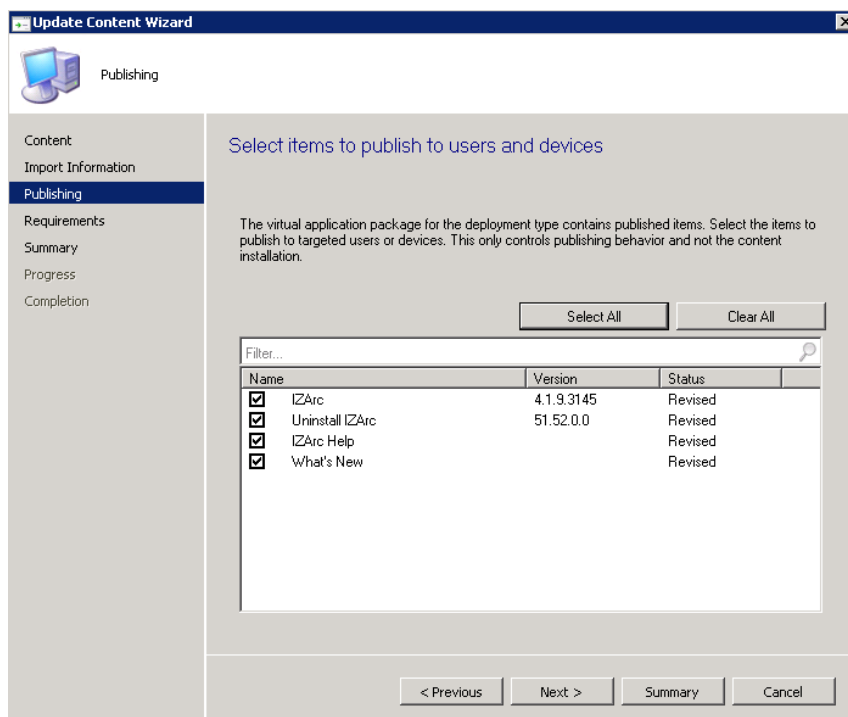 Update Content Wizard
Publishing
Content
Import Information
Publishing
Requirements
Summary
Progress
Completion
Select items to publish to users and devices
The virtual application package for the deployment type contains published items. Select the items to
publish to targeted users or devices. This only controls publishing behavior and not the content
installation.
Select All Clear All
Filter...
Name Version Status
IZArc 4.1.9.3145 Revised
Uninstall IZArc 51.52.0.0 Revised
IZArc Help Revised
What's New Revised
< Previous Next > Summary Cancel